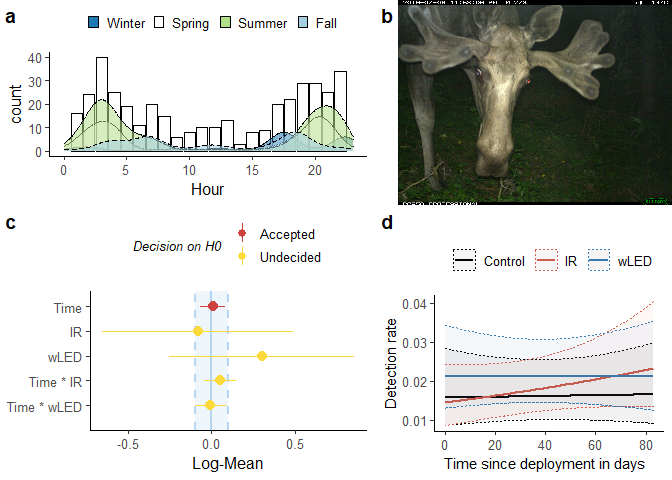 a
Winter Spring Summer Fall
count
40
30
20
10
0
0 5 10 15 20
Hour
b
c
Decision on H0
Accepted
Undecided
Time
IR
wLED
Time * IR
Time * wLED
-0.5 0.0 0.5
Log-Mean
d
Control IR wLED
Detection rate
0.04
0.03
0.02
0.01
0 20 40 60 80
Time since deployment in days